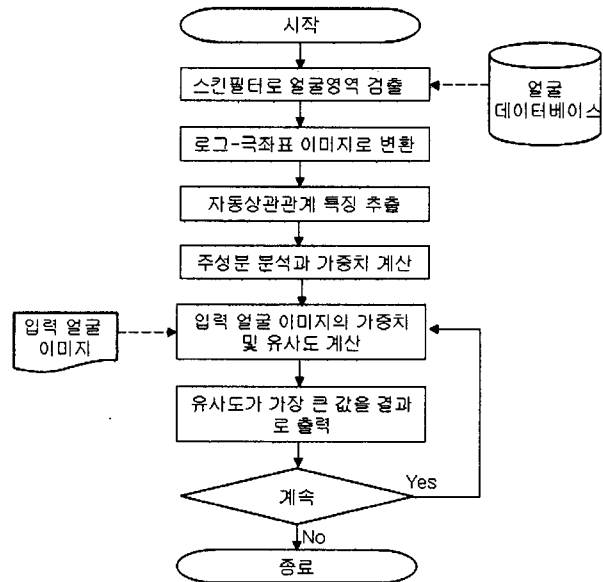 시작
스킨필터로 얼굴영역 검출
얼굴
데이터베이스
로그-극좌표 이미지로 변환
자동상관관계 특징 추출
주성분 분석과 가중치 계산
입력 얼굴
이미지
입력 얼굴 이미지의 가중치
및 유사도 계산
유사도가 가장 큰 값을 결과
로 출력
계속
Yes
No
종료